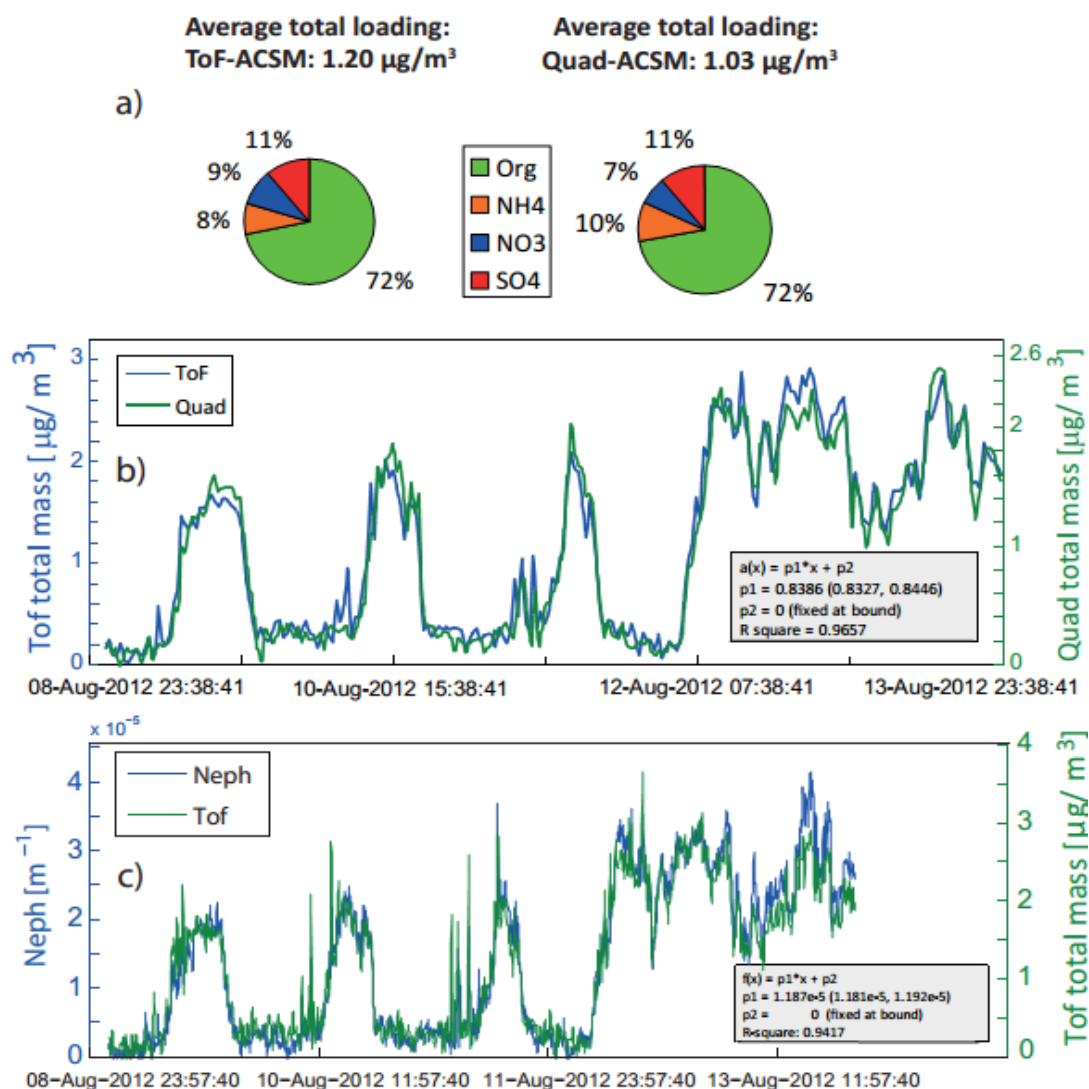 Average total loading:
ToF-ACSM: 1.20 µg/m³
Average total loading:
Quad-ACSM: 1.03 µg/m³
a)
11%
9%
8%
72%
Org
NH4
NO3
SO4
11%
7%
10%
72%
b)
Tof total mass [ µg/ m ³]
3
2
1
0
ToF
Quad
Quad total mass [µg/ m ³]
2.6
2
1
0
a(x) = p1*x + p2
p1 = 0.8386 (0.8327, 0.8446)
p2 = 0 (fixed at bound)
R square = 0.9657
08-Aug-2012 23:38:41
10-Aug-2012 15:38:41
12-Aug-2012 07:38:41
13-Aug-2012 23:38:41
x 10⁻⁵
c)
Neph [m ⁻¹]
4
3
2
1
0
Neph
Tof
Tof total mass [µg/ m ³]
4
3
2
1
0
f(x) = p1*x + p2
p1 = 1.187e-5 (1.181e-5, 1.192e-5)
p2 = 0 (fixed at bound)
R-square: 0.9417
08-Aug-2012 23:57:40
10-Aug-2012 11:57:40
11-Aug-2012 23:57:40
13-Aug-2012 11:57:40